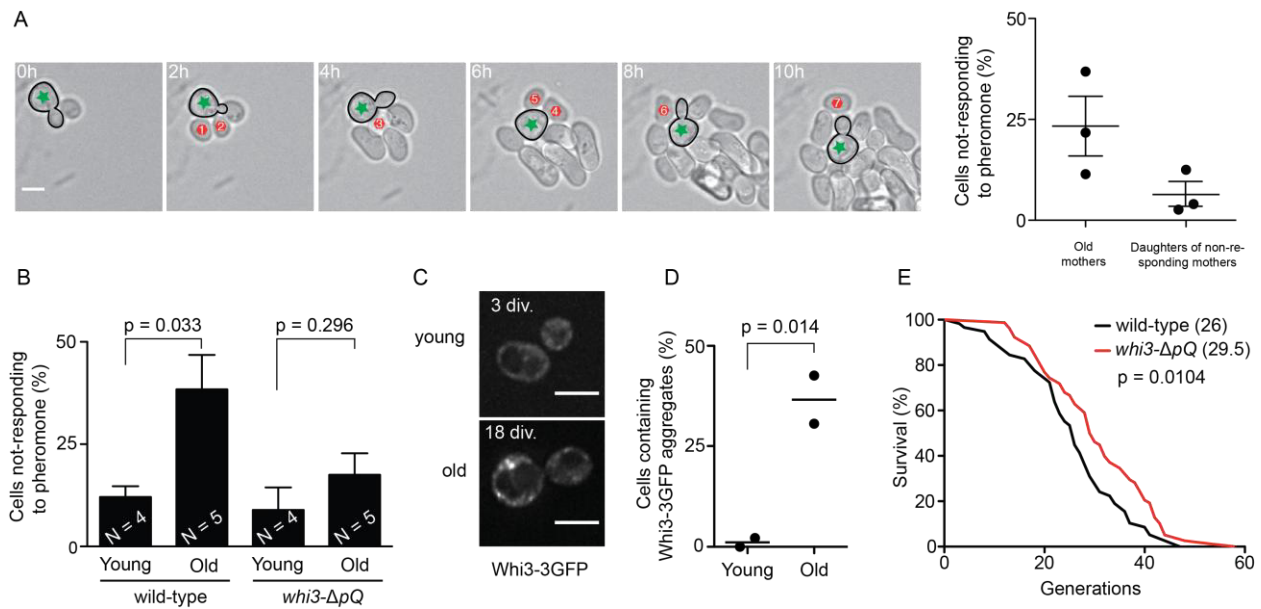 A
0h
2h
4h
6h
8h
10h
1
2
3
5
4
6
7
Cells not-responding
to pheromone (%)
50
25
0
Old
mothers
Daughters of non-re-
sponding mothers
B
Cells not-responding
to pheromone (%)
50
25
0
p = 0.033
p = 0.296
N = 4
N = 5
N = 4
N = 5
Young
Old
Young
Old
wild-type
whi3-ΔpQ
C
young
3 div.
old
18 div.
Whi3-3GFP
D
Cells containing
Whi3-3GFP aggregates (%)
50
25
0
p = 0.014
Young
Old
E
Survival (%)
100
80
60
40
20
0
wild-type (26)
whi3-ΔpQ (29.5)
p = 0.0104
0
20
40
60
Generations